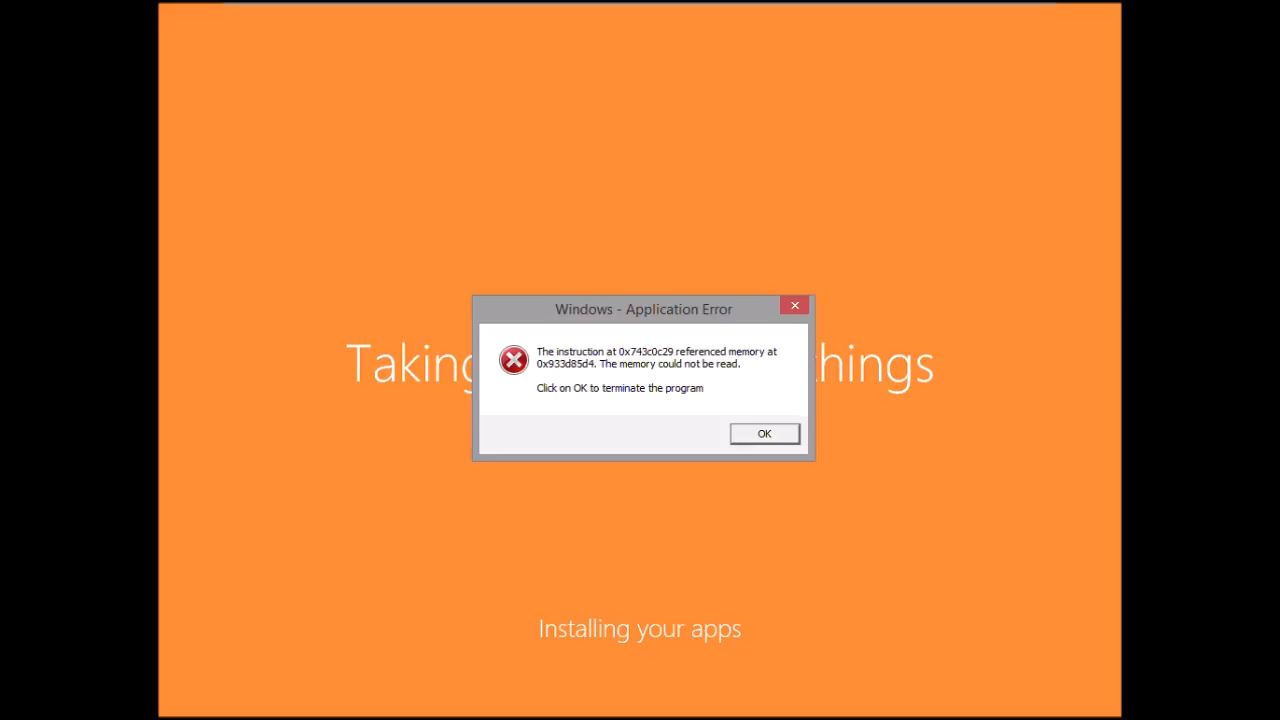 Windows - Application Error
The instruction at 0x743c0c29 referenced memory at
0x933d85d4. The memory could not be read.
Click on OK to terminate the program
OK
Taking
things
Installing your apps